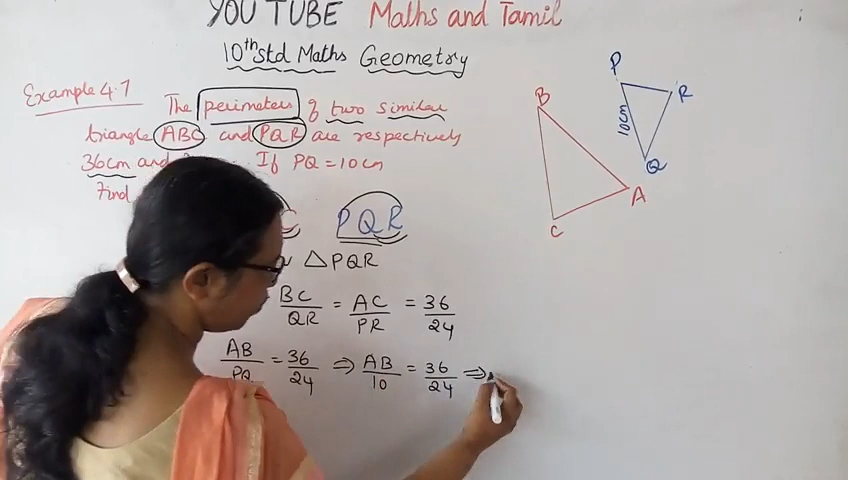 YOU TUBE Maths and Tamil
10th std Maths Geometry
Example 4.7 The perimeters of two similar
triangle ABC and PQR are respectively
36cm and If PQ = 10cm
Find
PQR
△PQR
BC/QR = AC/PR = 36/24
AB/PQ = 36/24 ⇒ AB/10 = 36/24 ⇒
B
C
A
P
R
Q
10cm